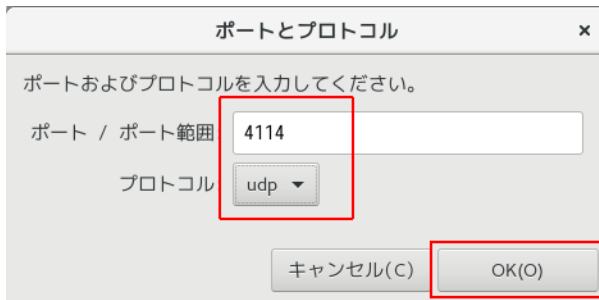 ポートとプロトコル ×
ポートおよびプロトコルを入力してください。
ポート / ポート範囲: 4114
プロトコル: udp
キャンセル(C) OK(O)